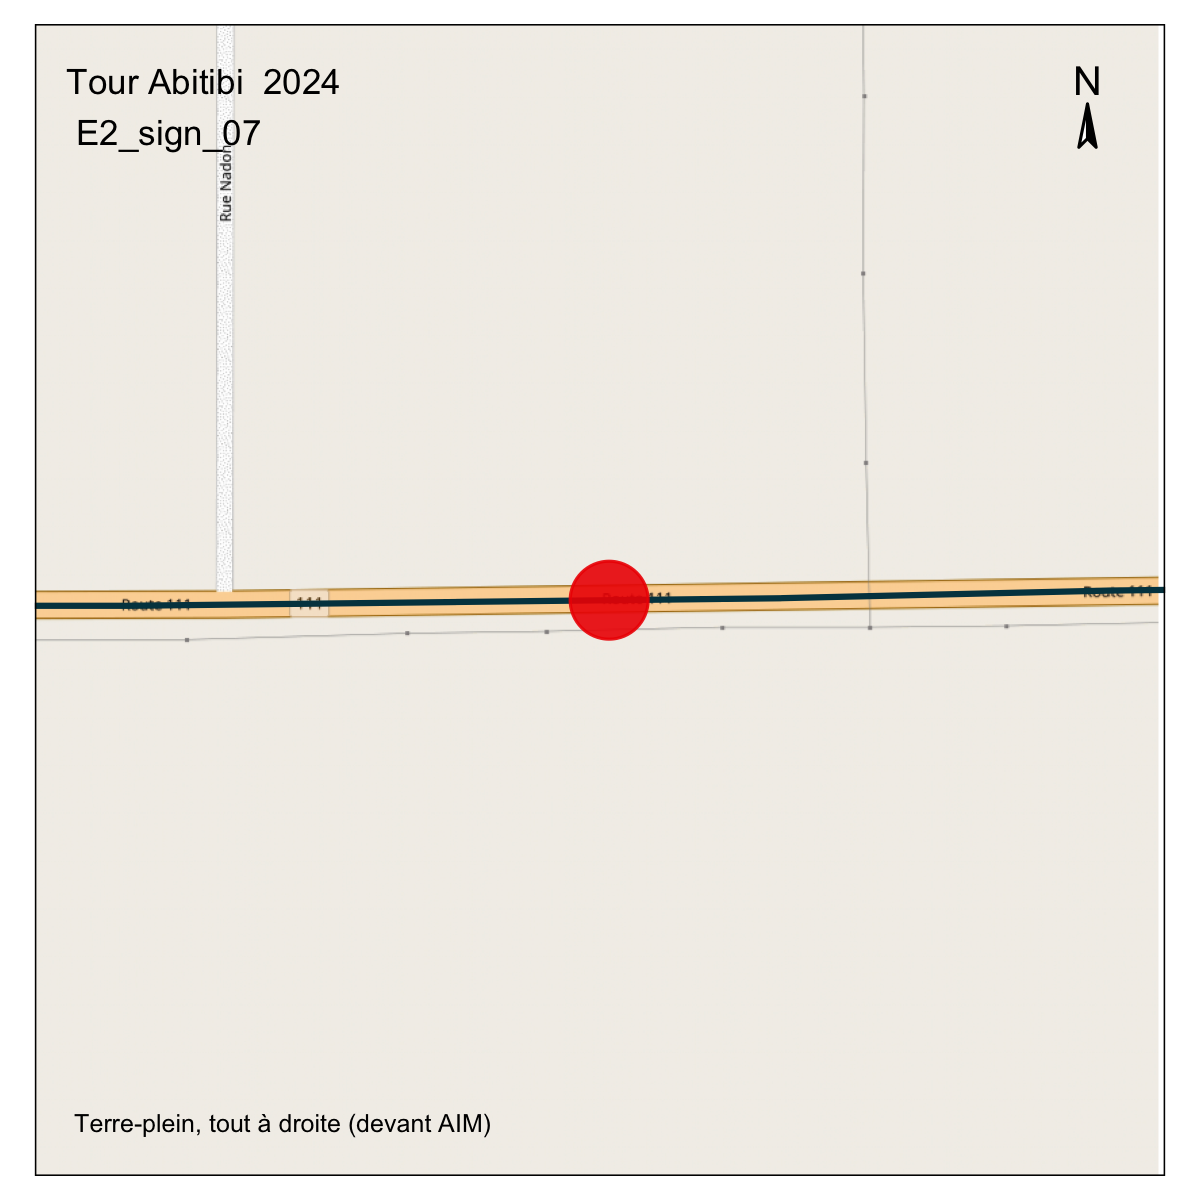 Tour Abitibi 2024
E2_sign_07
N
Rue Nadon
Route 111
111
Route 111
Route 111
Terre-plein, tout à droite (devant AIM)